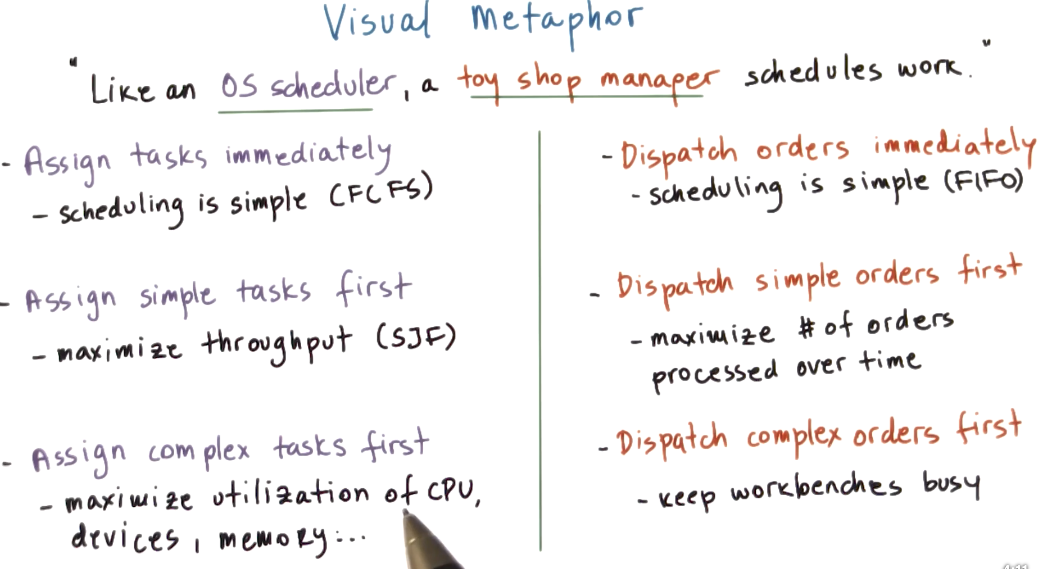 Visual Metaphor
"Like an OS scheduler, a toy shop manager schedules work."
- Assign tasks immediately
- scheduling is simple (FCFS)
- Assign simple tasks first
- maximize throughput (SJF)
- Assign complex tasks first
- maximize utilization of CPU,
devices, memory...
- Dispatch orders immediately
- scheduling is simple (FIFO)
- Dispatch simple orders first
- maximize # of orders
processed over time
- Dispatch complex orders first
- keep workbenches busy